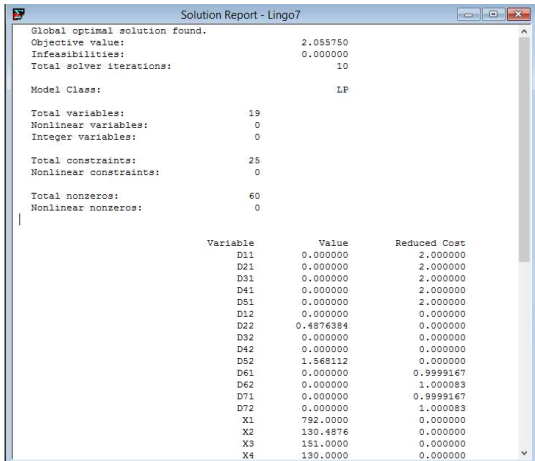 Solution Report - Lingo7
Global optimal solution found.
Objective value: 2.055750
Infeasibilities: 0.000000
Total solver iterations: 10
Model Class: LP
Total variables: 19
Nonlinear variables: 0
Integer variables: 0
Total constraints: 25
Nonlinear constraints: 0
Total nonzeros: 60
Nonlinear nonzeros: 0
Variable Value Reduced Cost
D11 0.000000 2.000000
D21 0.000000 2.000000
D31 0.000000 2.000000
D41 0.000000 2.000000
D51 0.000000 2.000000
D12 0.000000 0.000000
D22 0.4876384 0.000000
D32 0.000000 0.000000
D42 0.000000 0.000000
D52 1.568112 0.000000
D61 0.000000 0.9999167
D62 0.000000 1.000083
D71 0.000000 0.9999167
D72 0.000000 1.000083
X1 792.0000 0.000000
X2 130.4876 0.000000
X3 151.0000 0.000000
X4 130.0000 0.000000